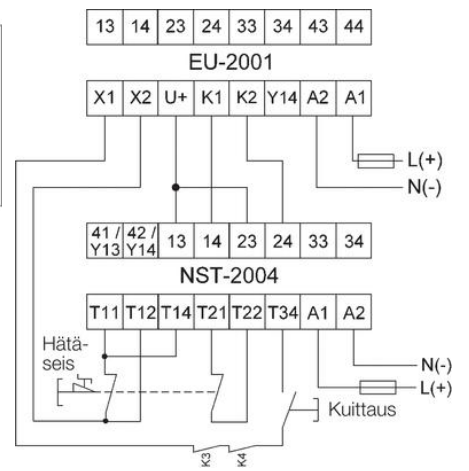 13 14 23 24 33 34 43 44
EU-2001
X1 X2 U+ K1 K2 Y14 A2 A1
L(+)
N(-)
41 / Y13 42 / Y14 13 14 23 24 33 34
NST-2004
T11 T12 T14 T21 T22 T34 A1 A2
Hätä-
seis
N(-)
L(+)
Kuittaus
K3 K4